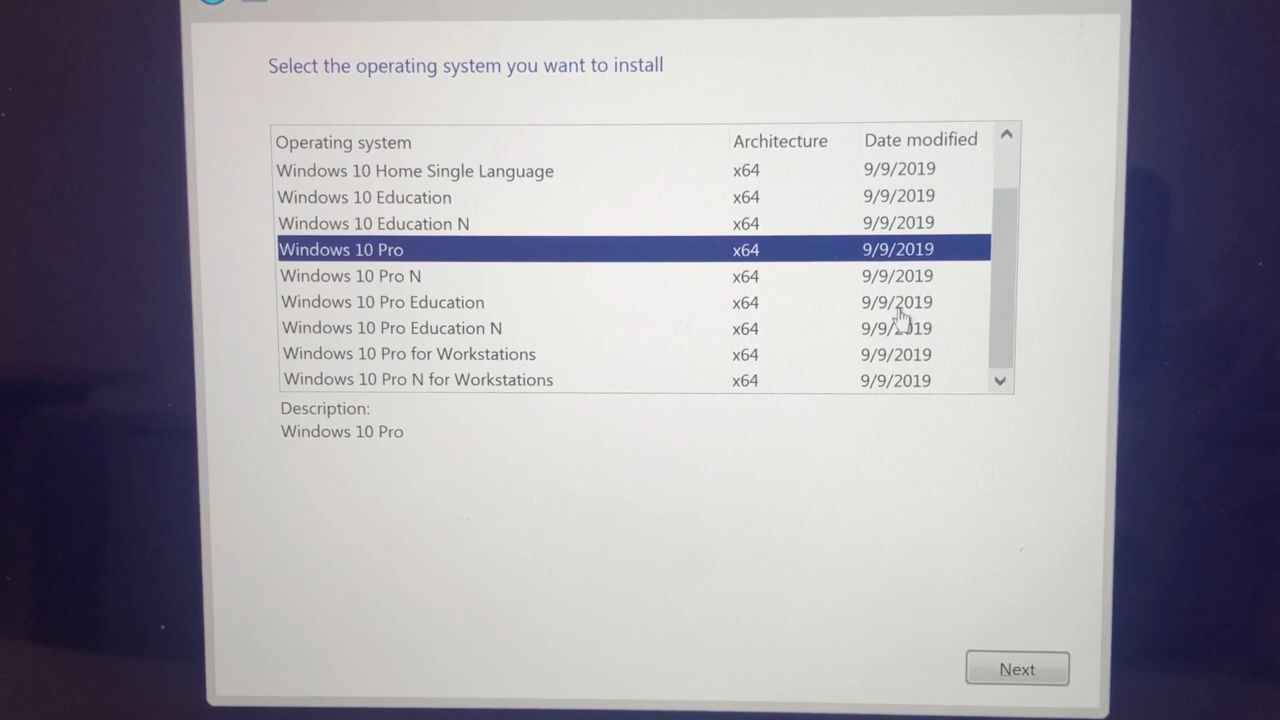 Select the operating system you want to install
Operating system Architecture Date modified
Windows 10 Home Single Language x64 9/9/2019
Windows 10 Education x64 9/9/2019
Windows 10 Education N x64 9/9/2019
Windows 10 Pro x64 9/9/2019
Windows 10 Pro N x64 9/9/2019
Windows 10 Pro Education x64 9/9/2019
Windows 10 Pro Education N x64 9/9/2019
Windows 10 Pro for Workstations x64 9/9/2019
Windows 10 Pro N for Workstations x64 9/9/2019
Description:
Windows 10 Pro
Next